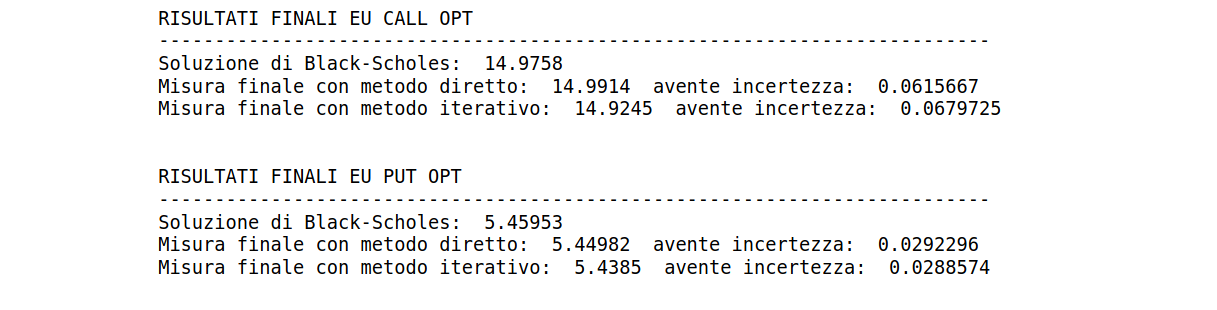 RISULTATI FINALI EU CALL OPT
--------------------------------------------------------------------------
Soluzione di Black-Scholes:  14.9758
Misura finale con metodo diretto:  14.9914  avente incertezza:  0.0615667
Misura finale con metodo iterativo:  14.9245  avente incertezza:  0.0679725
RISULTATI FINALI EU PUT OPT
--------------------------------------------------------------------------
Soluzione di Black-Scholes:  5.45953
Misura finale con metodo diretto:  5.44982  avente incertezza:  0.0292296
Misura finale con metodo iterativo:  5.4385  avente incertezza:  0.0288574